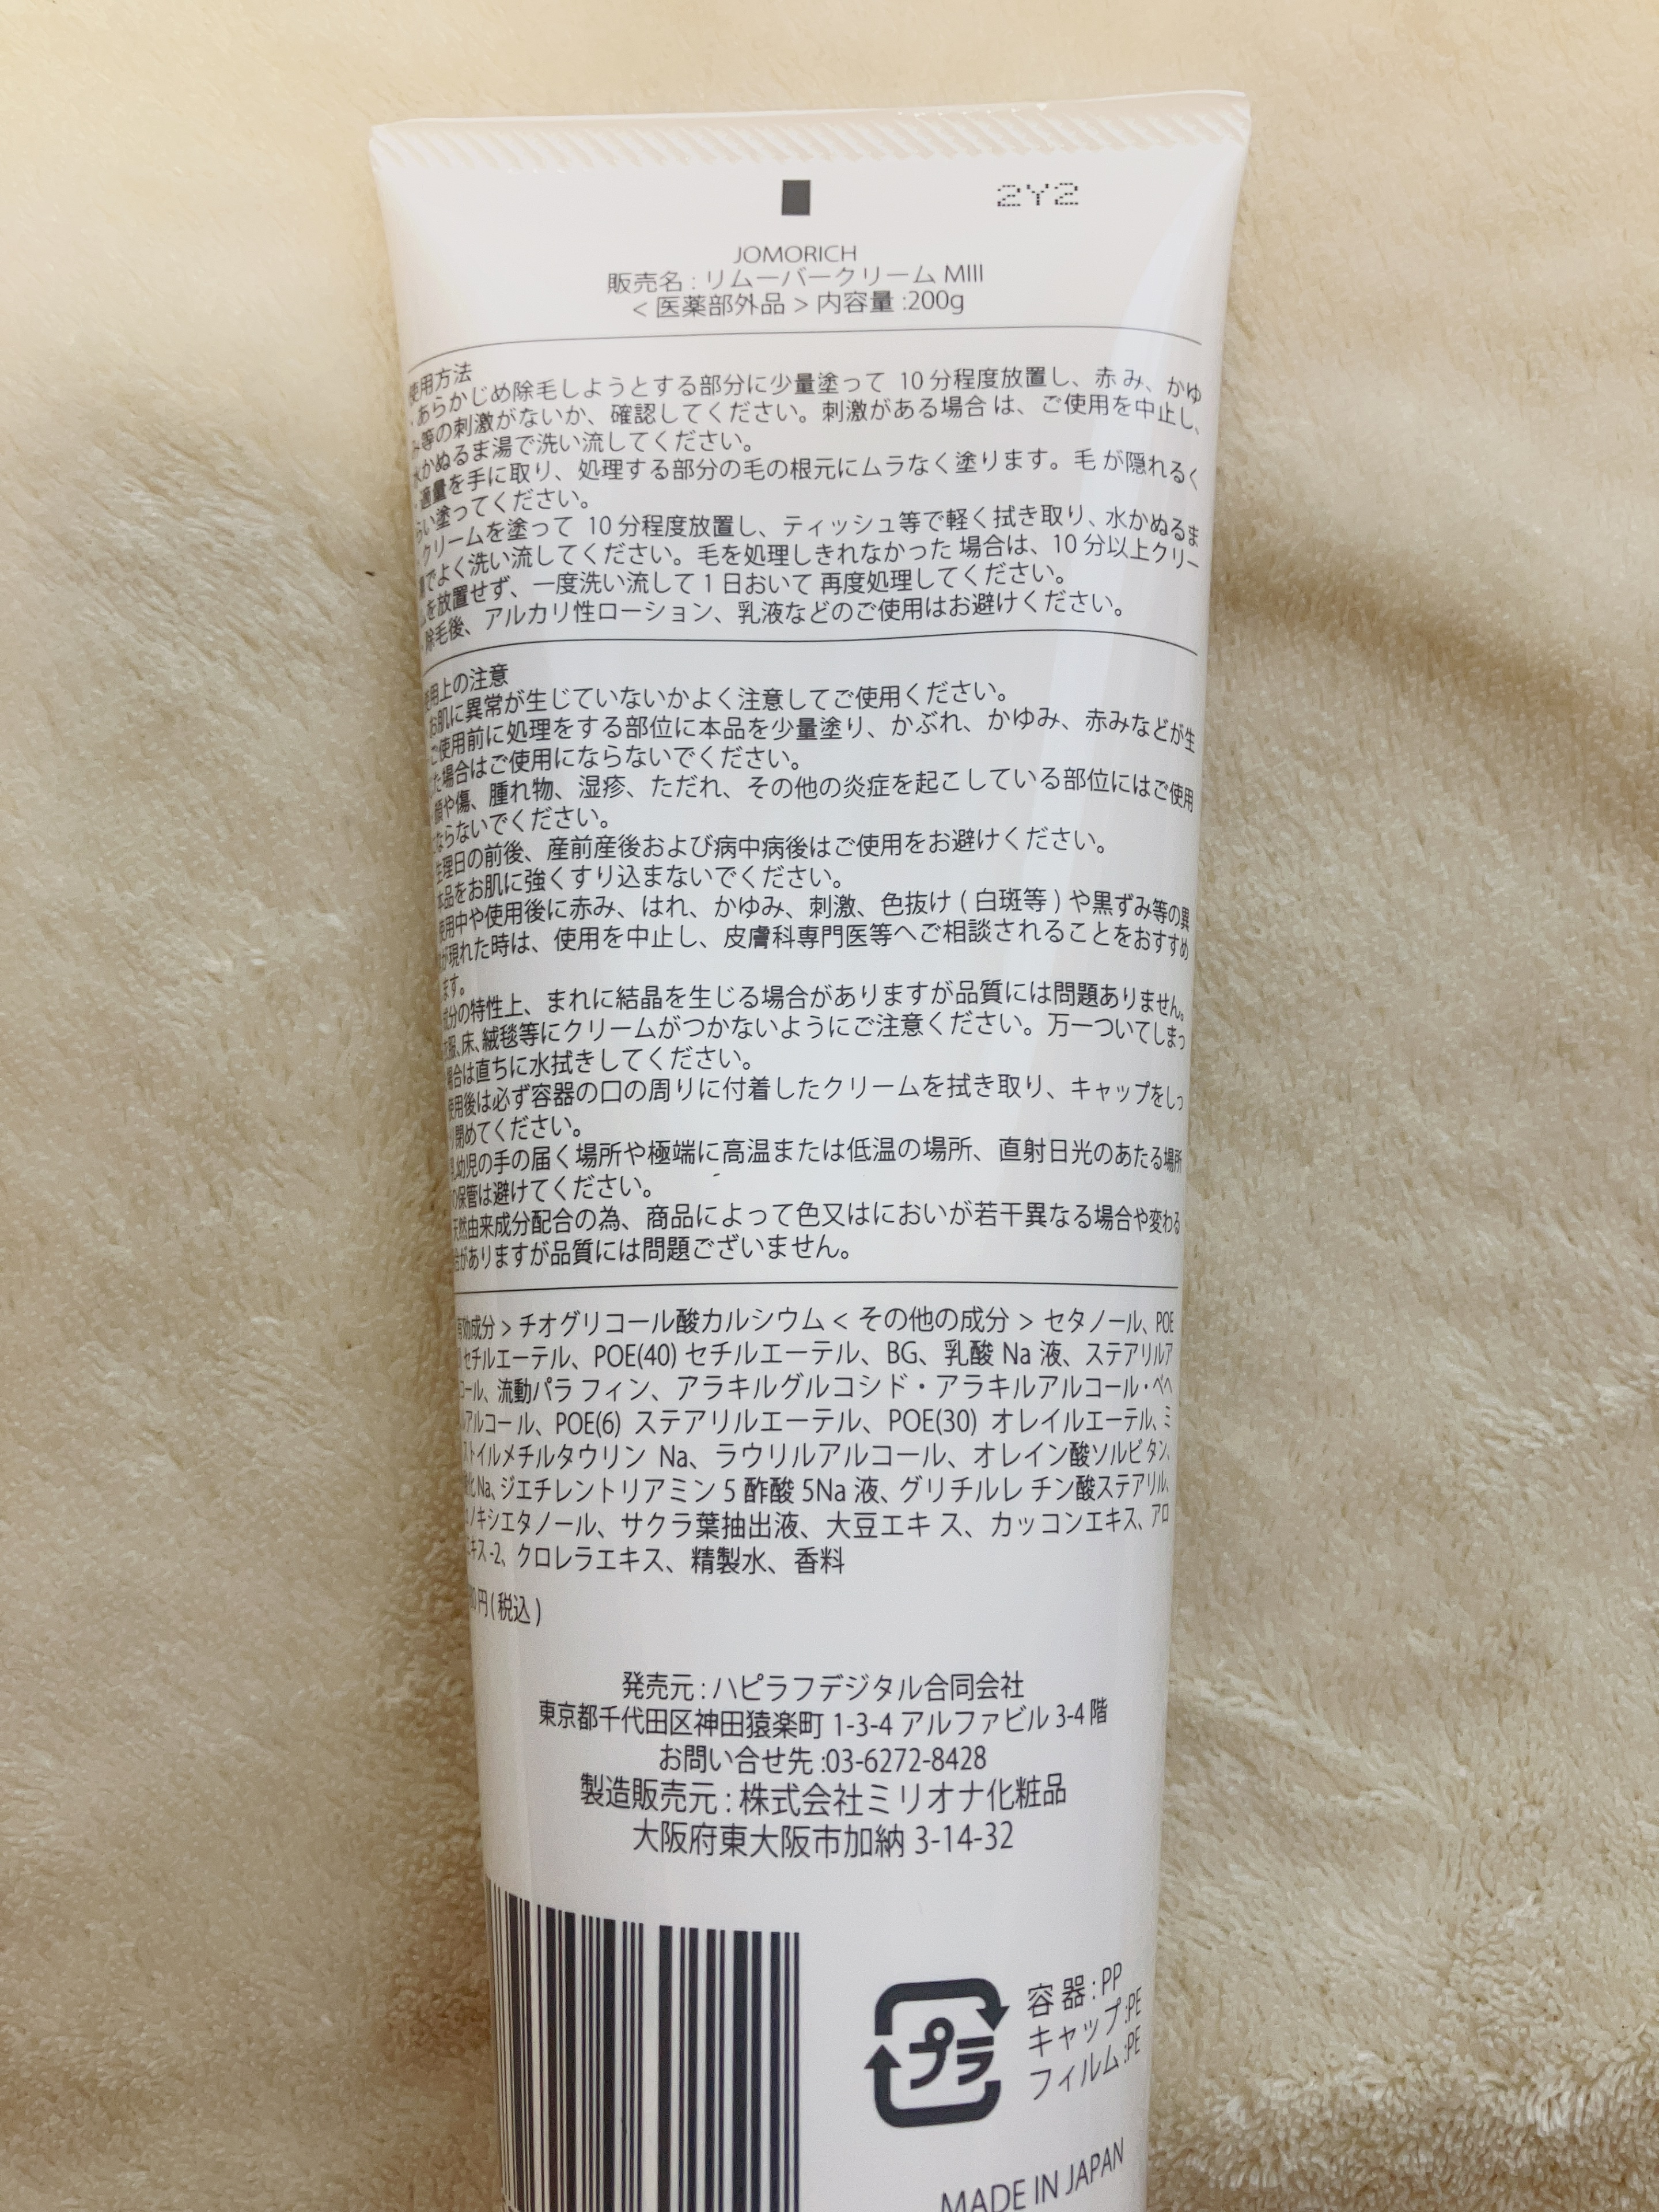 2Y2
JOMORICH
販売名 : リムーバークリーム MIII
< 医薬部外品 > 内容量 :200g
使用方法
・あらかじめ除毛しようとする部分に少量塗って 10 分程度放置し、赤み、かゆ
み等の刺激がないか、確認してください。刺激がある場合 は、ご使用を中止し、
水かぬるま湯で洗い流してください。
・適量を手に取り、処理する部分の毛の根元にムラなく塗ります。毛 が隠れるく
らい塗ってください。
・クリームを塗って 10 分程度放置し、ティッシュ等で軽く拭き取り、水かぬるま
湯でよく洗い流してください。毛を処理しきれなかった 場合は、10 分以上クリー
ムを放置せず、一度洗い流して 1 日おいて 再度処理してください。
除毛後、アルカリ性ローション、乳液などのご使用はお避けください。
使用上の注意
お肌に異常が生じていないかよく注意してご使用ください。
ご使用前に処理をする部位に本品を少量塗り、かぶれ、かゆみ、赤みなどが生
た場合はご使用にならないでください。
顔や傷、腫れ物、湿疹、ただれ、その他の炎症を起こしている部位にはご使用
にならないでください。
生理日の前後、産前産後および病中病後はご使用をお避けください。
本品をお肌に強くすり込まないでください。
使用中や使用後に赤み、はれ、かゆみ、刺激、色抜け ( 白斑等 ) や黒ずみ等の異
が現れた時は、使用を中止し、皮膚科専門医等へご相談されることをおすすめ
ます。
成分の特性上、まれに結晶を生じる場合がありますが品質には問題ありません。
衣服、床、絨毯等にクリームがつかないようにご注意ください。万一ついてしまっ
場合は直ちに水拭きしてください。
使用後は必ず容器の口の周りに付着したクリームを拭き取り、キャップをしっ
り閉めてください。
乳幼児の手の届く場所や極端に高温または低温の場所、直射日光のあたる場所
の保管は避けてください。
天然由来成分配合の為、商品によって色又はにおいが若干異なる場合や変わる
合がありますが品質には問題ございません。
有効成分 > チオグリコール酸カルシウム < その他の成分 > セタノール、POE
セチルエーテル、POE(40) セチルエーテル、BG、乳酸 Na 液、ステアリルア
コール、流動パラ フィン、アラキルグルコシド・アラキルアルコール・ベヘ
ルアルコー ル、POE(6) ステアリルエーテル、POE(30) オレイルエーテル、ミ
ストイルメチルタウリン Na、ラウリルアルコール、オレイン酸ソルビタン、
化 Na、ジエチレントリアミン 5 酢酸 5Na 液、グリチルレ チン酸ステアリル、
ノキシエタノール、サクラ葉抽出液、大豆エキ ス、カッコンエキス、アロ
エキス -2、クロレラエキス、精製水、香料
0円 ( 税込 )
発売元 : ハピラフデジタル合同会社
東京都千代田区神田猿楽町 1-3-4 アルファビル 3-4 階
お問い合せ先 :03-6272-8428
製造販売元 : 株式会社ミリオナ化粧品
大阪府東大阪市加納 3-14-32
プラ
容 器 : PP
キャップ :PE
フィルム :PE
MADE IN JAPAN